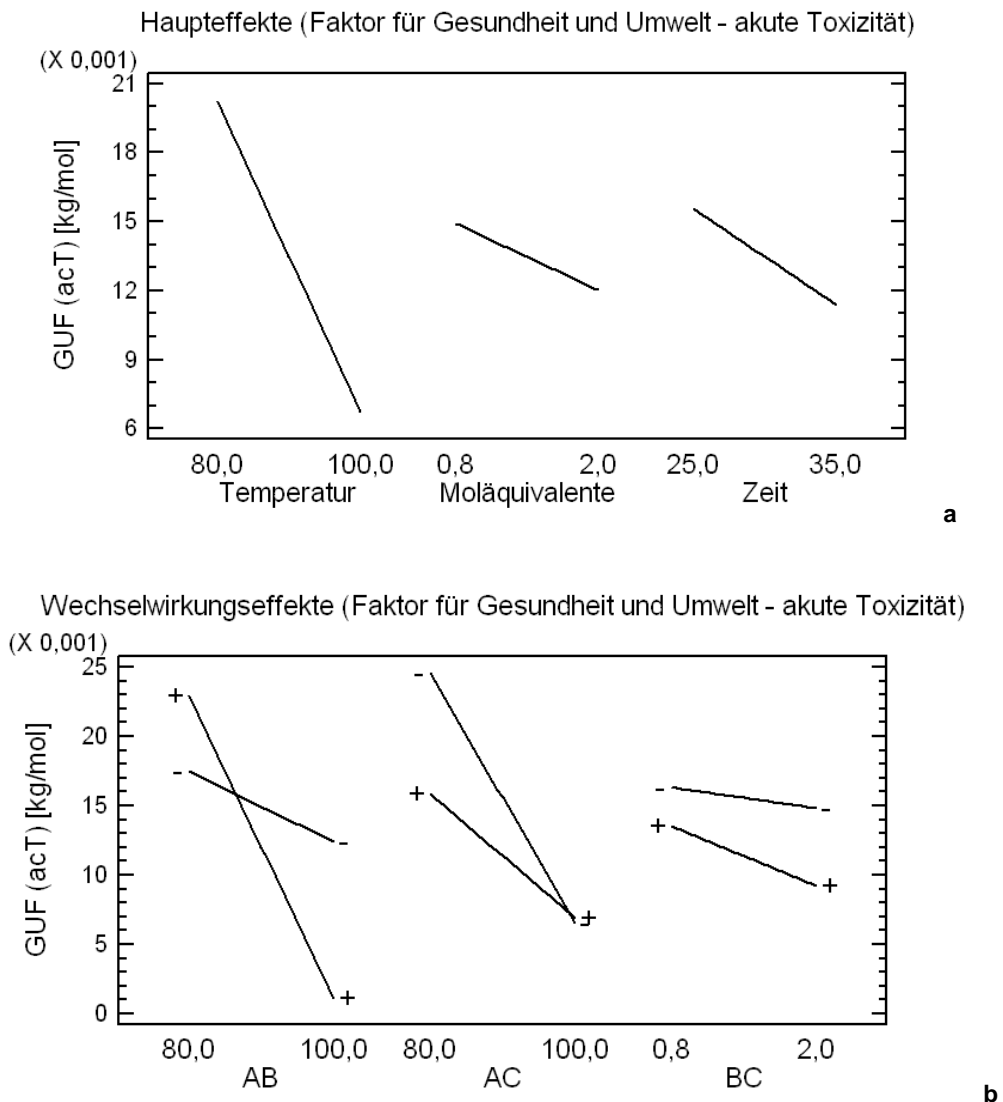 Haupteffekte (Faktor für Gesundheit und Umwelt - akute Toxizität)
(X 0,001)
21
18
15
12
9
6
GUF (acT) [kg/mol]
80,0 100,0 0,8 2,0 25,0 35,0
Temperatur Moläquivalente Zeit
a
Wechselwirkungseffekte (Faktor für Gesundheit und Umwelt - akute Toxizität)
(X 0,001)
25
20
15
10
5
0
GUF (acT) [kg/mol]
+ - - +
- + + -
- + - +
80,0 100,0 80,0 100,0 0,8 2,0
AB AC BC
b